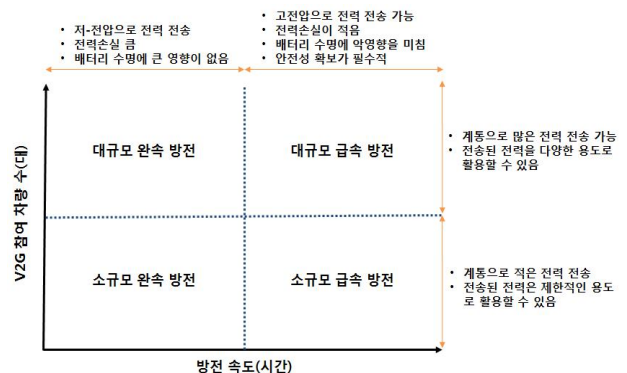 • 저-전압으로 전력 전송
• 전력손실 큼
• 배터리 수명에 큰 영향이 없음
• 고전압으로 전력 전송 가능
• 전력손실이 적음
• 배터리 수명에 악영향을 미침
• 안전성 확보가 필수적
V2G 참여 차량 수(대)
대규모 완속 방전
대규모 급속 방전
• 계통으로 많은 전력 전송 가능
• 전송된 전력을 다양한 용도로
활용할 수 있음
소규모 완속 방전
소규모 급속 방전
• 계통으로 적은 전력 전송
• 전송된 전력은 제한적인 용도
로 활용할 수 있음
방전 속도(시간)